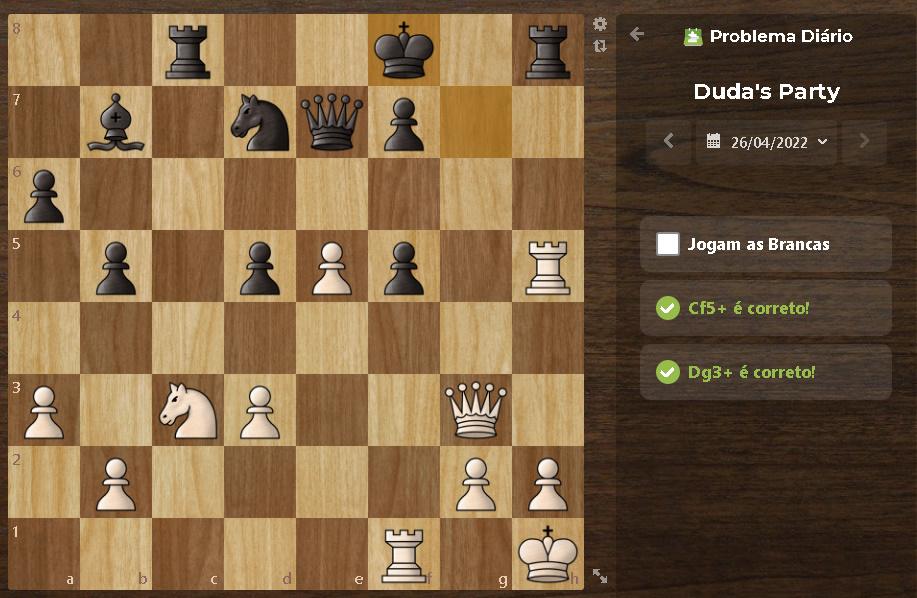 Problema Diário
Duda's Party
26/04/2022
Jogam as Brancas
Cf5+ é correto!
Dg3+ é correto!
8
7
6
5
4
3
2
1
a b c d e f g h